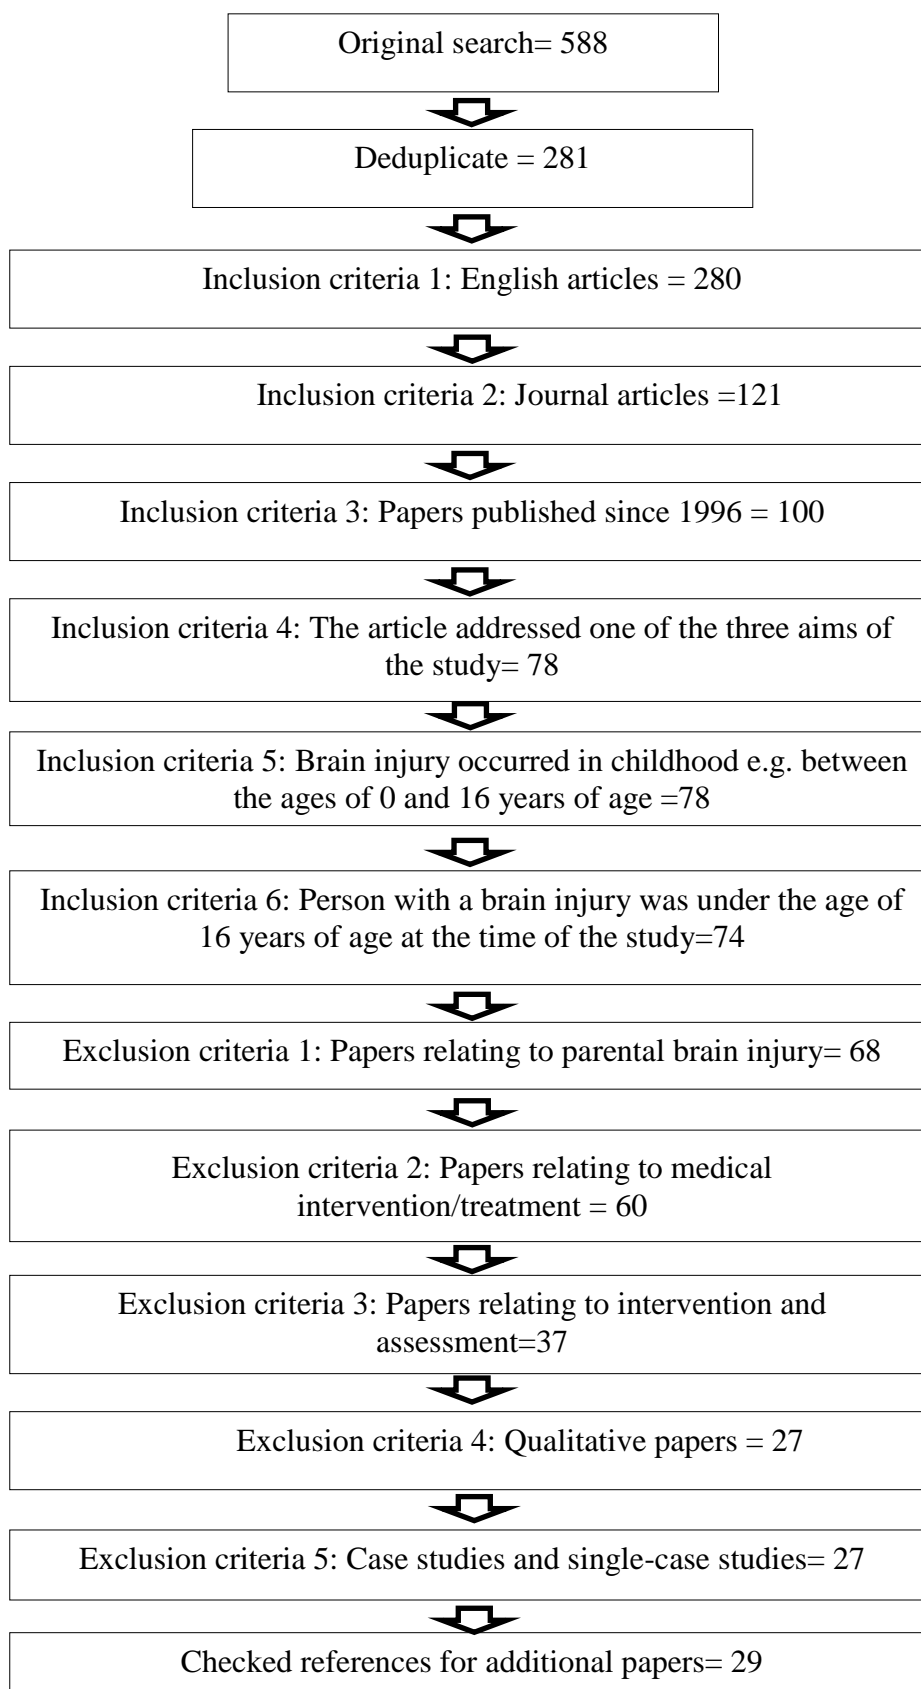 Original search= 588
Deduplicate = 281
Inclusion criteria 1: English articles = 280
Inclusion criteria 2: Journal articles =121
Inclusion criteria 3: Papers published since 1996 = 100
Inclusion criteria 4: The article addressed one of the three aims of
the study= 78
Inclusion criteria 5: Brain injury occurred in childhood e.g. between
the ages of 0 and 16 years of age =78
Inclusion criteria 6: Person with a brain injury was under the age of
16 years of age at the time of the study=74
Exclusion criteria 1: Papers relating to parental brain injury= 68
Exclusion criteria 2: Papers relating to medical
intervention/treatment = 60
Exclusion criteria 3: Papers relating to intervention and
assessment=37
Exclusion criteria 4: Qualitative papers = 27
Exclusion criteria 5: Case studies and single-case studies= 27
Checked references for additional papers= 29